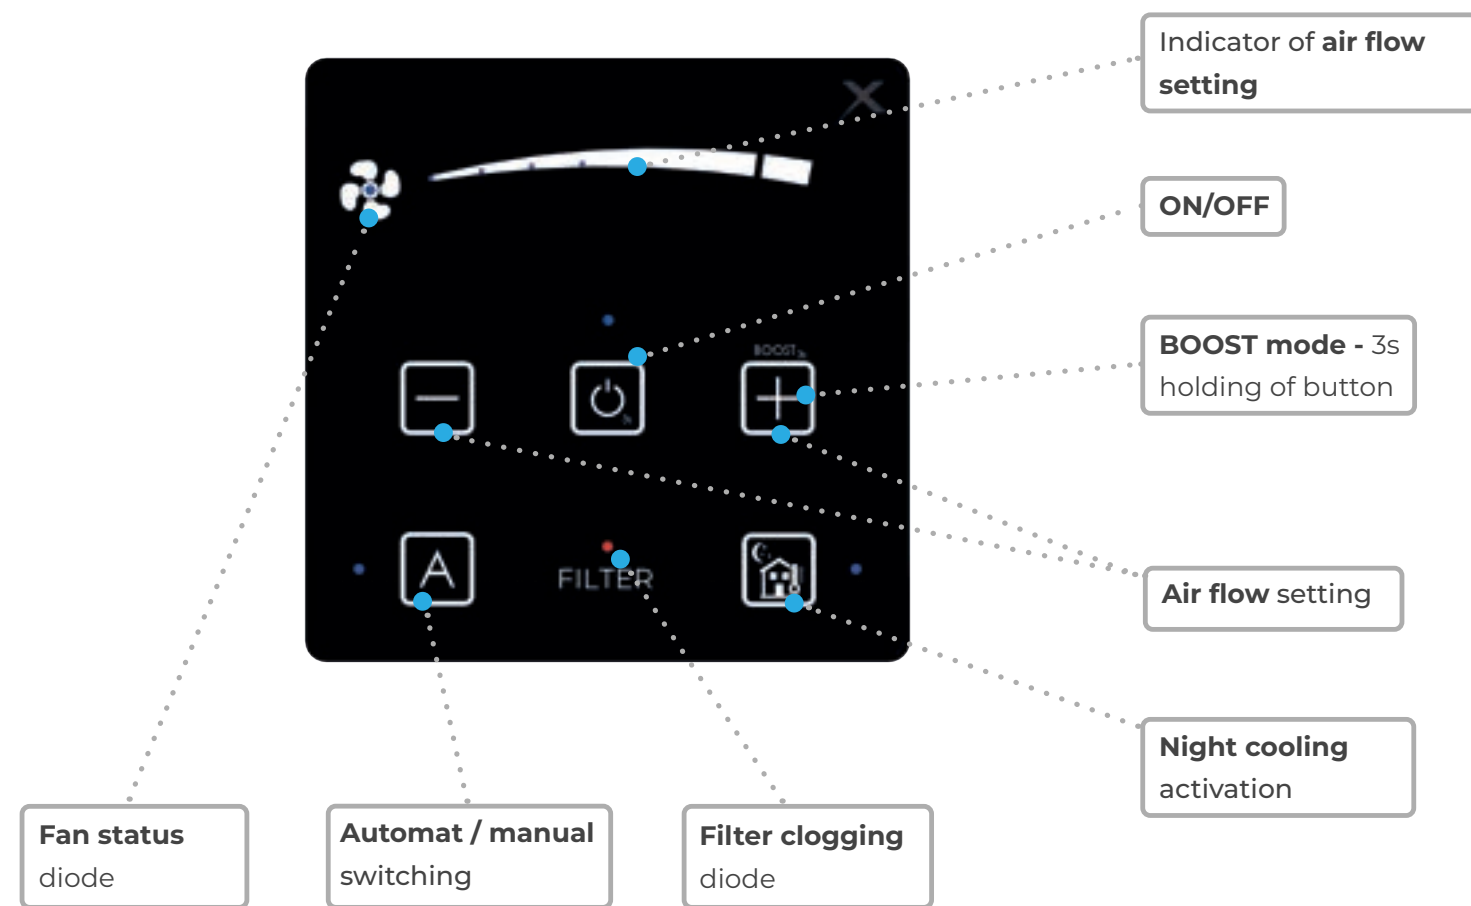 Indicator of air flow
setting
ON/OFF
BOOST 3s
BOOST mode - 3s
holding of button
A
FILTER
Air flow setting
Night cooling
activation
Fan status
diode
Automat / manual
switching
Filter clogging
diode